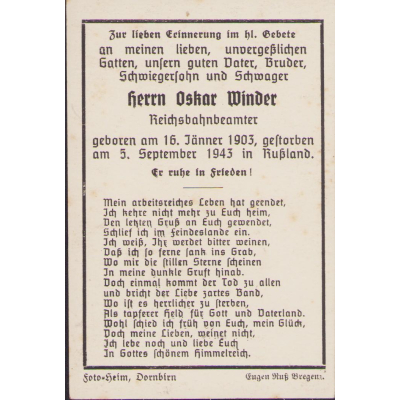 Zur lieben Erinnerung im hl. Gebete
an meinen lieben, unvergeßlichen
Gatten, unsern guten Vater, Bruder,
Schwiegersohn und Schwager
Herrn Oskar Winder
Reichsbahnbeamter
geboren am 16. Jänner 1903, gestorben
am 5. September 1943 in Rußland.
Er ruhe in Frieden!
Mein arbeitsreiches Leben hat geendet,
Ich kehre nicht mehr zu Euch heim,
Den letzten Gruß an Euch gewendet,
Schlief ich im Feindeslande ein.
Ich weiß, Ihr werdet bitter weinen,
Daß ich so ferne sank ins Grab,
Wo mir die stillen Sterne scheinen
In meine dunkle Gruft hinab.
Doch einmal kommt der Tod zu allen
und bricht der Liebe zartes Band,
Wo ist es herrlicher zu sterben,
Als tapferer Held für Gott und Vaterland.
Wohl schied ich früh von Euch, mein Glück,
Doch meine Lieben, weinet nicht,
Ich lebe noch und liebe Euch
In Gottes schönem Himmelreich.
Foto-Heim, Dornbirn
Eugen Ruß Bregenz.